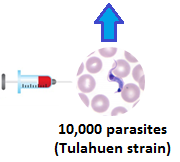 10,000 parasites
(Tulahuen strain)